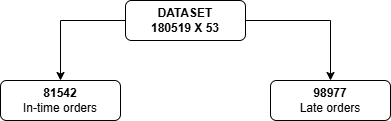 DATASET
180519 X 53
81542
In-time orders
98977
Late orders